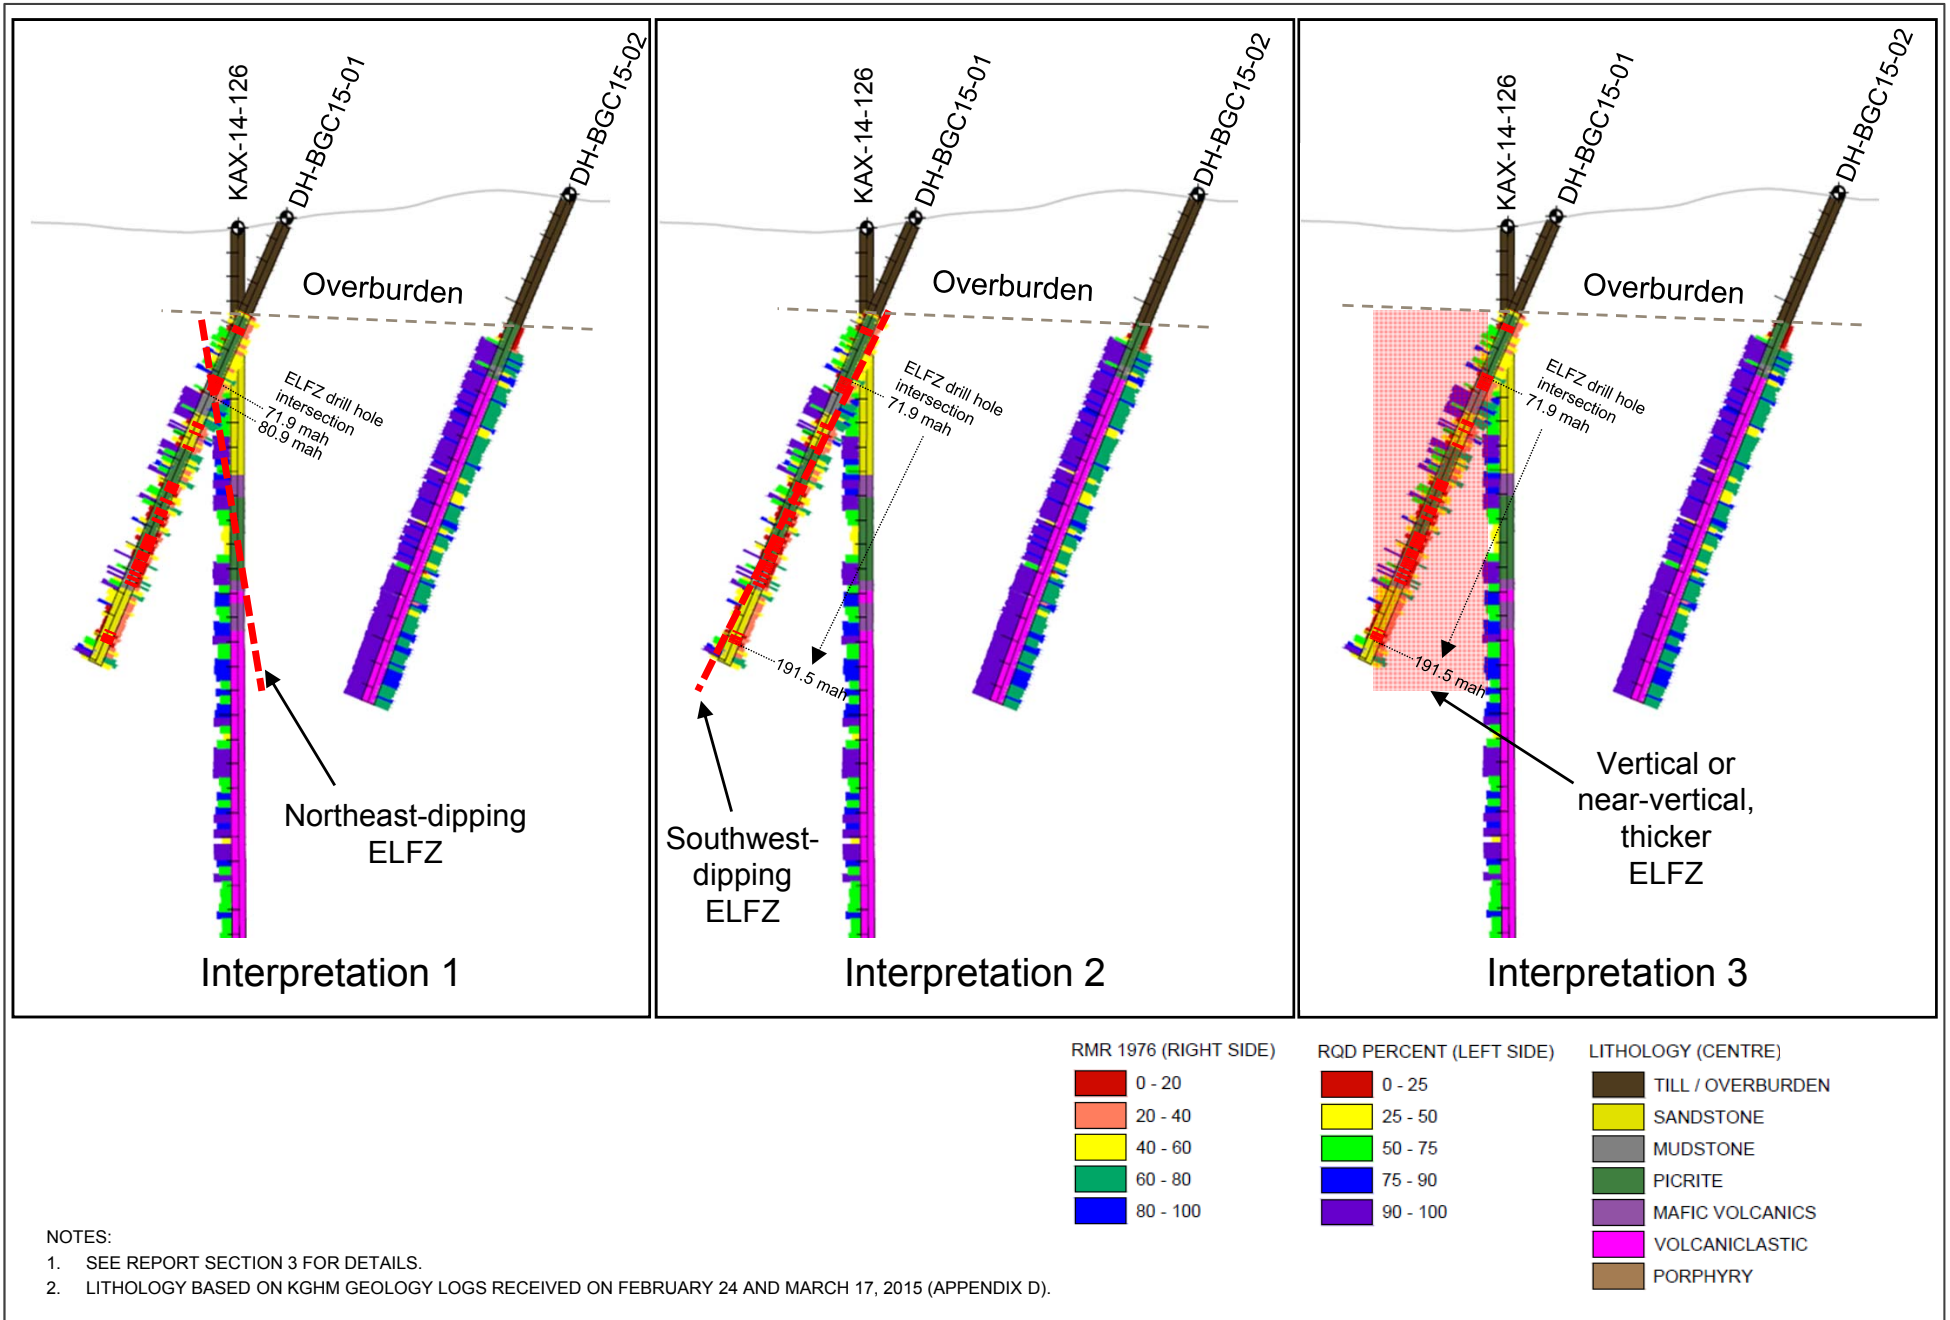 KAX-14-126
DH-BGC15-01
DH-BGC15-02
Overburden
ELFZ drill hole
intersection
71.9 mah
80.9 mah
Northeast-dipping
ELFZ
Interpretation 1
KAX-14-126
DH-BGC15-01
DH-BGC15-02
Overburden
ELFZ drill hole
intersection
71.9 mah
191.5 mah
Southwest-
dipping
ELFZ
Interpretation 2
KAX-14-126
DH-BGC15-01
DH-BGC15-02
Overburden
ELFZ drill hole
intersection
71.9 mah
191.5 mah
Vertical or
near-vertical,
thicker
ELFZ
Interpretation 3
RMR 1976 (RIGHT SIDE)
0 - 20
20 - 40
40 - 60
60 - 80
80 - 100
RQD PERCENT (LEFT SIDE)
0 - 25
25 - 50
50 - 75
75 - 90
90 - 100
LITHOLOGY (CENTRE)
TILL / OVERBURDEN
SANDSTONE
MUDSTONE
PICRITE
MAFIC VOLCANICS
VOLCANICLASTIC
PORPHYRY
NOTES:
1. SEE REPORT SECTION 3 FOR DETAILS.
2. LITHOLOGY BASED ON KGHM GEOLOGY LOGS RECEIVED ON FEBRUARY 24 AND MARCH 17, 2015 (APPENDIX D).